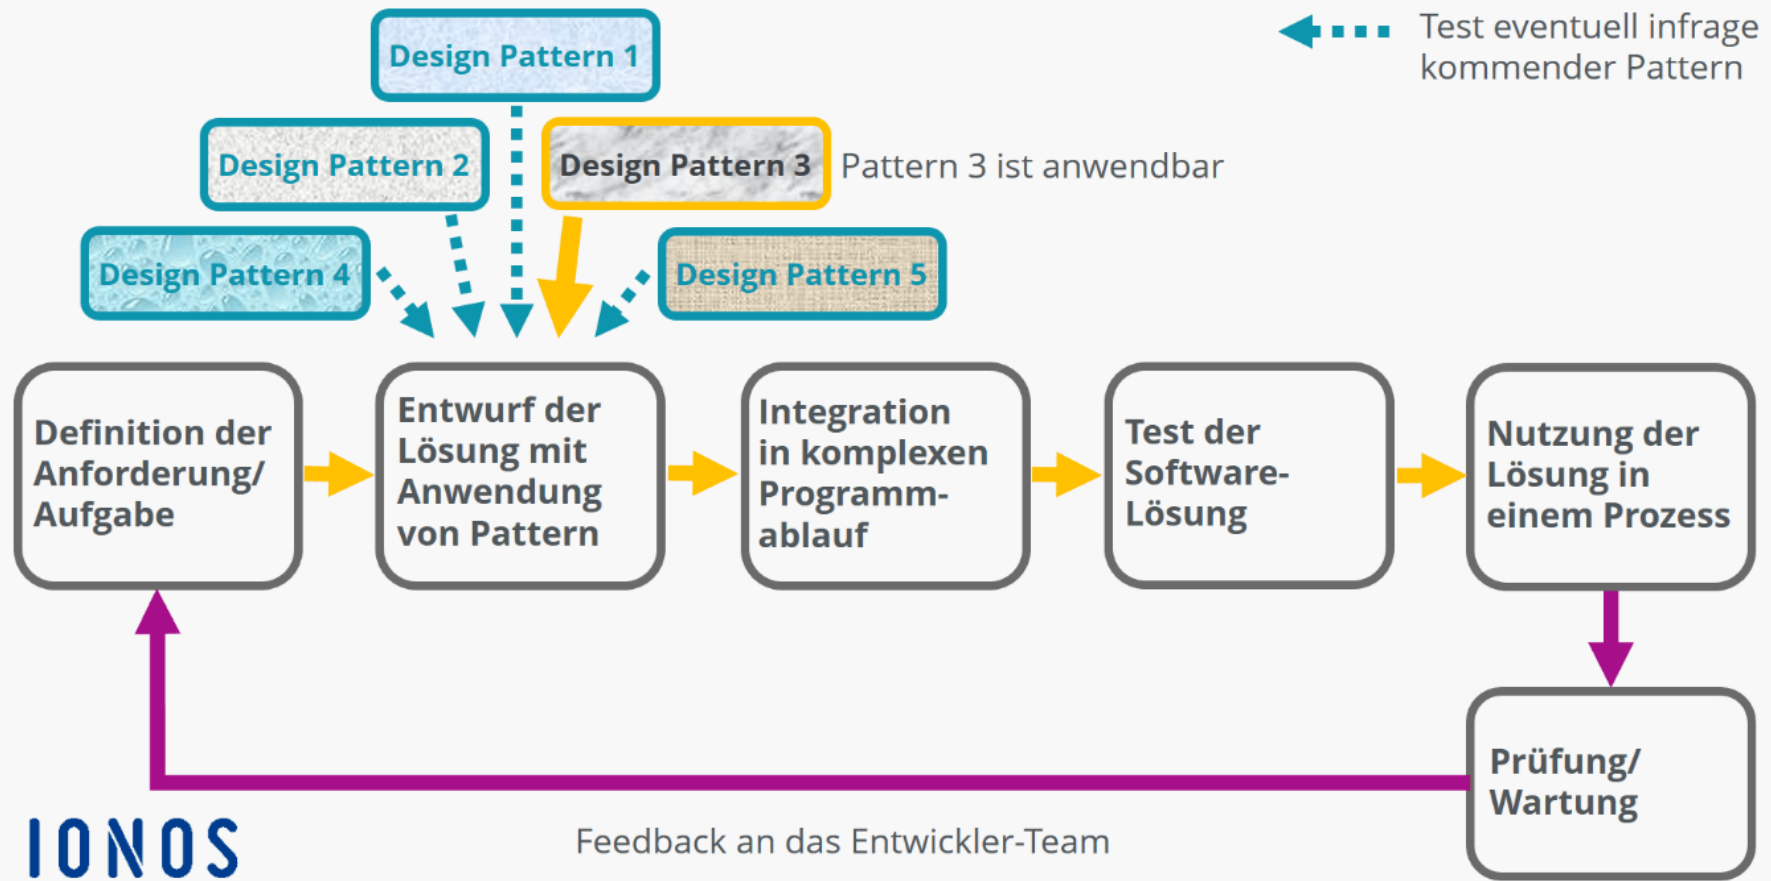 Design Pattern 1
Test eventuell infrage
kommender Pattern
Design Pattern 2
Design Pattern 3
Pattern 3 ist anwendbar
Design Pattern 4
Design Pattern 5
Definition der
Anforderung/
Aufgabe
Entwurf der
Lösung mit
Anwendung
von Pattern
Integration
in komplexen
Programm-
ablauf
Test der
Software-
Lösung
Nutzung der
Lösung in
einem Prozess
Prüfung/
Wartung
Feedback an das Entwickler-Team
IONOS